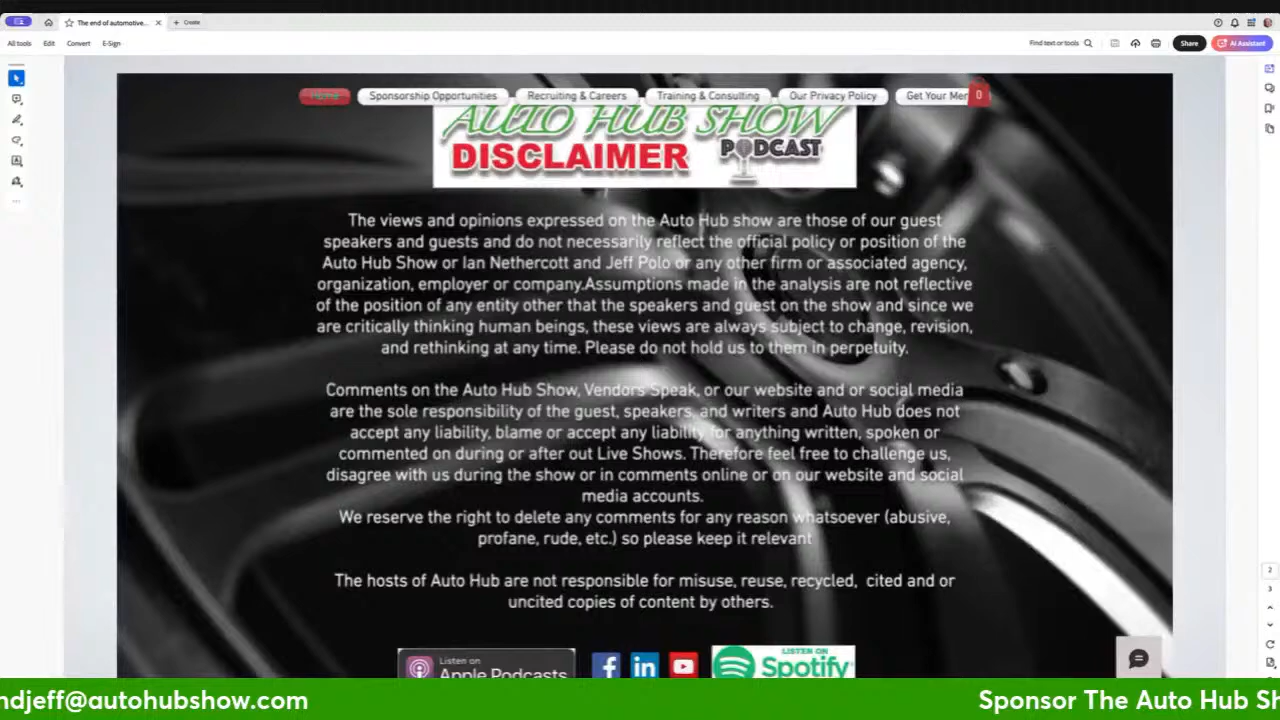 The end of automotive...
Create
All tools
Edit
Convert
E-Sign
Find text or tools
Share
AI Assistant
Home
Sponsorship Opportunities
Recruiting & Careers
Training & Consulting
Our Privacy Policy
Get Your Mer
0
AUTO HUB SHOW
DISCLAIMER
PODCAST
The views and opinions expressed on the Auto Hub show are those of our guest
speakers and guests and do not necessarily reflect the official policy or position of the
Auto Hub Show or Ian Nethercott and Jeff Polo or any other firm or associated agency,
organization, employer or company.Assumptions made in the analysis are not reflective
of the position of any entity other that the speakers and guest on the show and since we
are critically thinking human beings, these views are always subject to change, revision,
and rethinking at any time. Please do not hold us to them in perpetuity.
Comments on the Auto Hub Show, Vendors Speak, or our website and or social media
are the sole responsibility of the guest, speakers, and writers and Auto Hub does not
accept any liability, blame or accept any liability for anything written, spoken or
commented on during or after out Live Shows. Therefore feel free to challenge us,
disagree with us during the show or in comments online or on our website and social
media accounts.
We reserve the right to delete any comments for any reason whatsoever (abusive,
profane, rude, etc.) so please keep it relevant
The hosts of Auto Hub are not responsible for misuse, reuse, recycled, cited and or
uncited copies of content by others.
Listen on
Apple Podcasts
LISTEN ON
Spotify
2
3
ndjeff@autohubshow.com
Sponsor The Auto Hub Sh